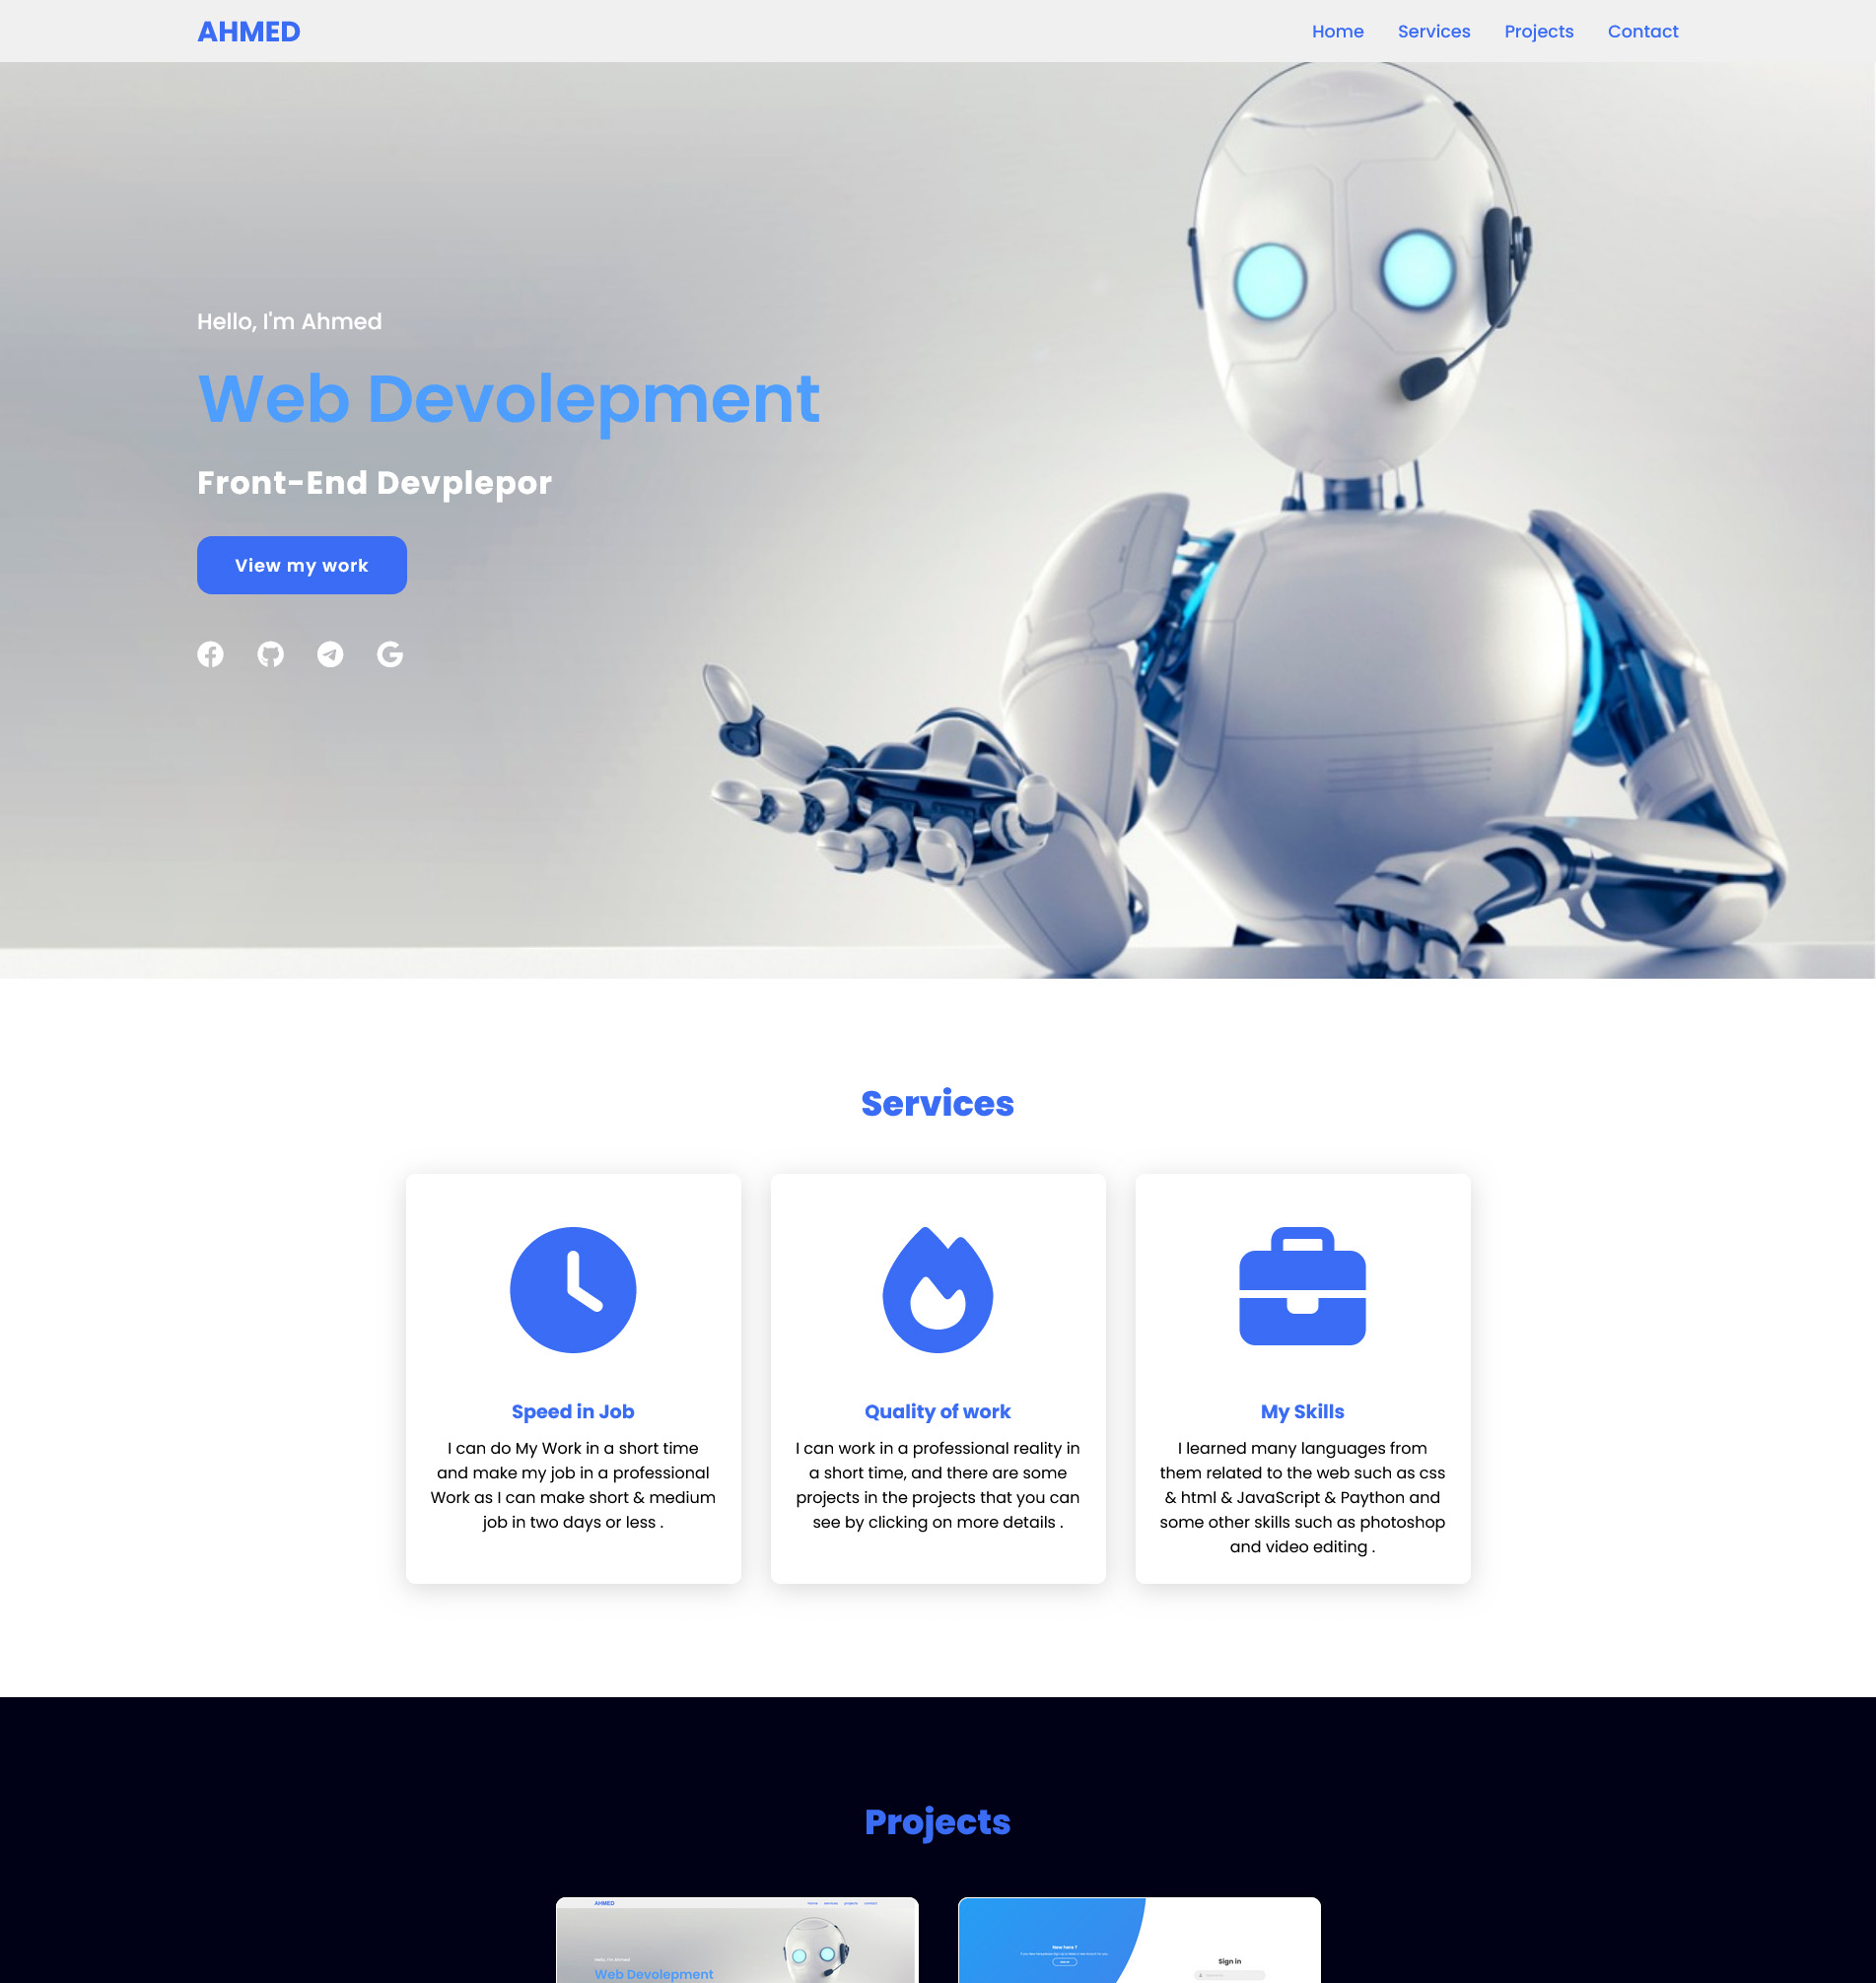 AHMED
Home Services Projects Contact
Hello, I'm Ahmed
Web Devolepment
Front-End Devplepor
View my work
Services
Speed in Job
I can do My Work in a short time
and make my job in a professional
Work as I can make short & medium
job in two days or less .
Quality of work
I can work in a professional reality in
a short time, and there are some
projects in the projects that you can
see by clicking on more details .
My Skills
I learned many languages from
them related to the web such as css
& html & JavaScript & Paython and
some other skills such as photoshop
and video editing .
Projects
AHMED
Web Devolepment
New here ?
Sign in